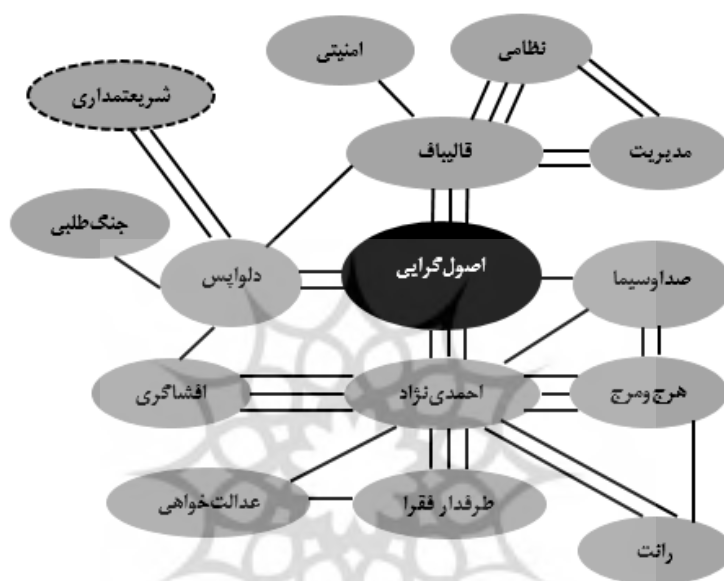 امنیتی
نظامی
شریعتمداری
قالیباف
مدیریت
جنگ‌طلبی
دلواپس
اصول‌گرایی
صداوسیما
افشاگری
احمدی‌نژاد
هرج‌ومرج
عدالت‌خواهی
طرفدار فقرا
رانت